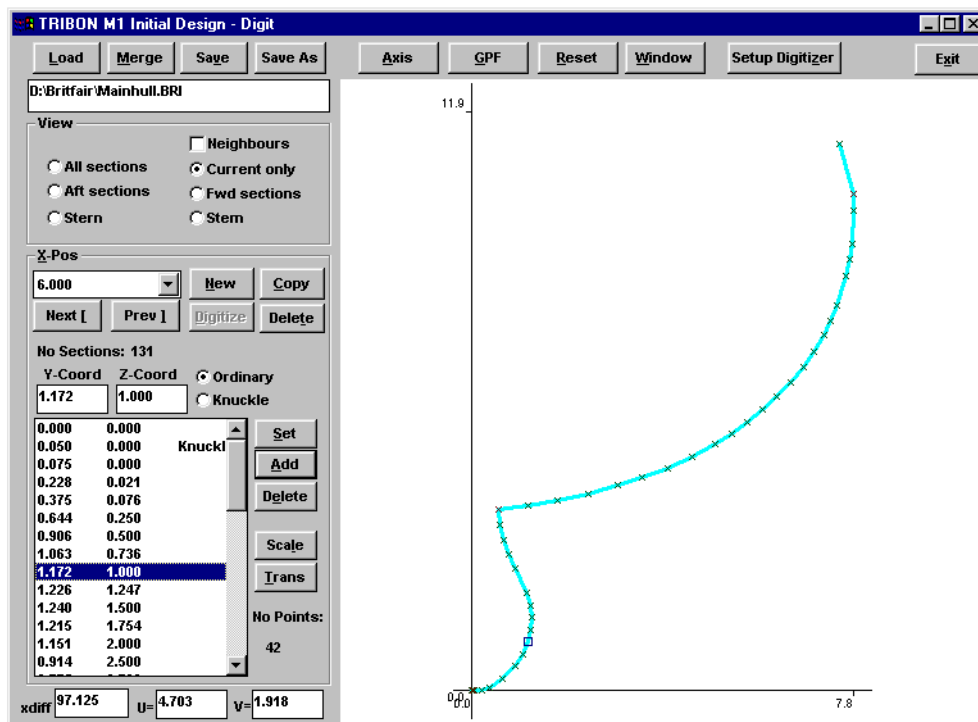 TRIBON M1 Initial Design - Digit
Load Merge Save Save As Axis GPF Reset Window Setup Digitizer Exit
D:\Britfair\Mainhull.BRI
View
Neighbours
All sections Current only
Aft sections Fwd sections
Stern Stem
X-Pos
6.000 New Copy
Next [ Prev ] Digitize Delete
No Sections: 131
Y-Coord Z-Coord Ordinary
1.172 1.000 Knuckle
0.000 0.000
0.050 0.000 Knuckl
0.075 0.000
0.228 0.021
0.375 0.076
0.644 0.250
0.906 0.500
1.063 0.736
1.172 1.000
1.226 1.247
1.240 1.500
1.215 1.754
1.151 2.000
0.914 2.500
Set
Add
Delete
Scale
Trans
No Points:
42
xdiff 97.125 U= 4.703 V= 1.918
11.9
0.0
0.0 7.8